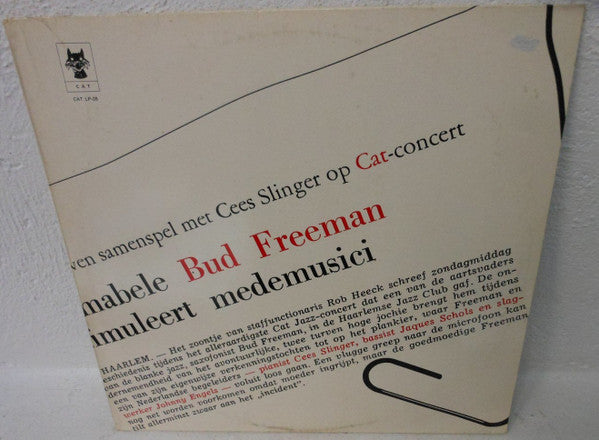 CAT
CAT LP-28
ven samenspel met Cees Slinger op Cat-concert
mabele Bud Freeman
muleert medemusici
HAARLEM. — Het zoontje van staffunctionaris Rob Heeck schreef zondagmiddag
eschiedenis tijdens het alleraardigste Cat Jazz-concert dat een van de aartsvaders
van de blanke jazz, saxofonist Bud Freeman, in de Haarlemse Jazz Club gaf. De on-
dernemendheid van het avontuurlijke, twee turven hoge jochie brengt hem tijdens
een van zijn eigenwijze verkenningstochten tot op het plankier, waar Freeman en
zijn Nederlandse begeleiders — pianist Cees Slinger, bassist Jaques Schols en slag-
werker Johnny Engels — voluit loos gaan. Een vlugge greep naar de microfoon kan
nog net worden voorkomen omdat moeder ingrijpt, maar de goedmoedige Freeman
tilt allerminst zwaar aan het „incident".